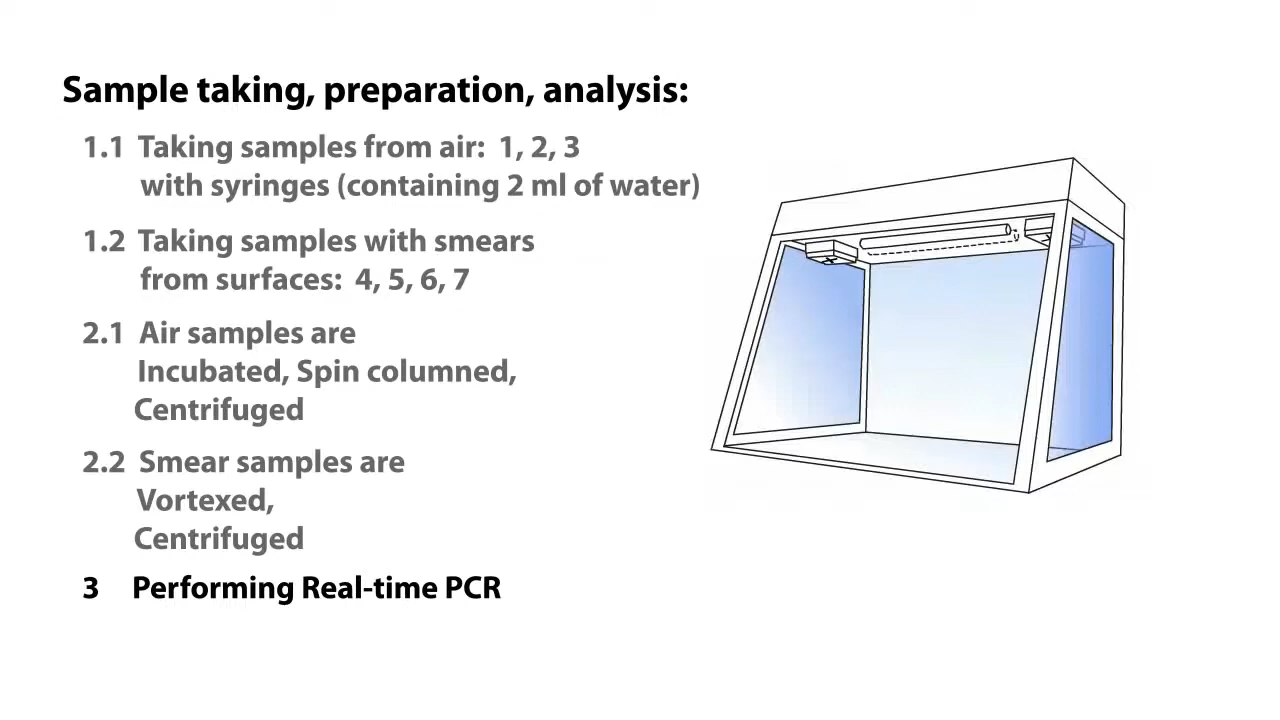 Sample taking, preparation, analysis:
1.1 Taking samples from air: 1, 2, 3
with syringes (containing 2 ml of water)
1.2 Taking samples with smears
from surfaces: 4, 5, 6, 7
2.1 Air samples are
Incubated, Spin columned,
Centrifuged
2.2 Smear samples are
Vortexed,
Centrifuged
3 Performing Real-time PCR